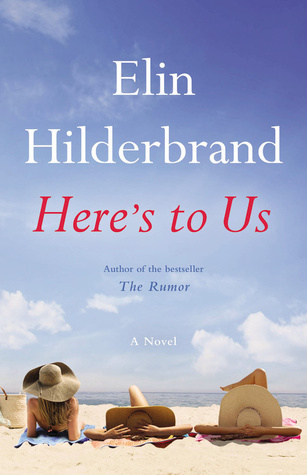 Elin
Hilderbrand
Here's to Us
Author of the bestseller
The Rumor
A Novel